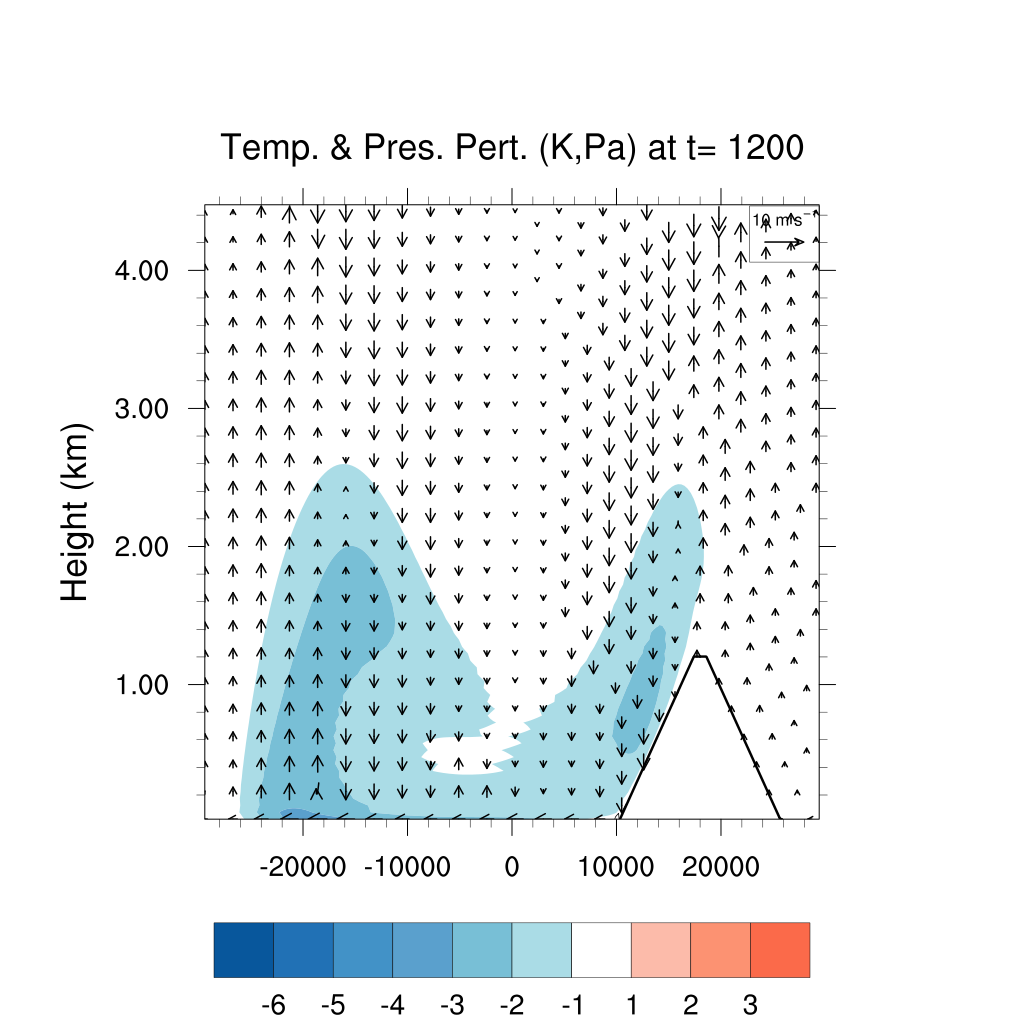 Temp. & Pres. Pert. (K,Pa) at t= 1200
10 m s⁻¹
4.00
3.00
2.00
1.00
Height (km)
-20000 -10000 0 10000 20000
-6 -5 -4 -3 -2 -1 1 2 3